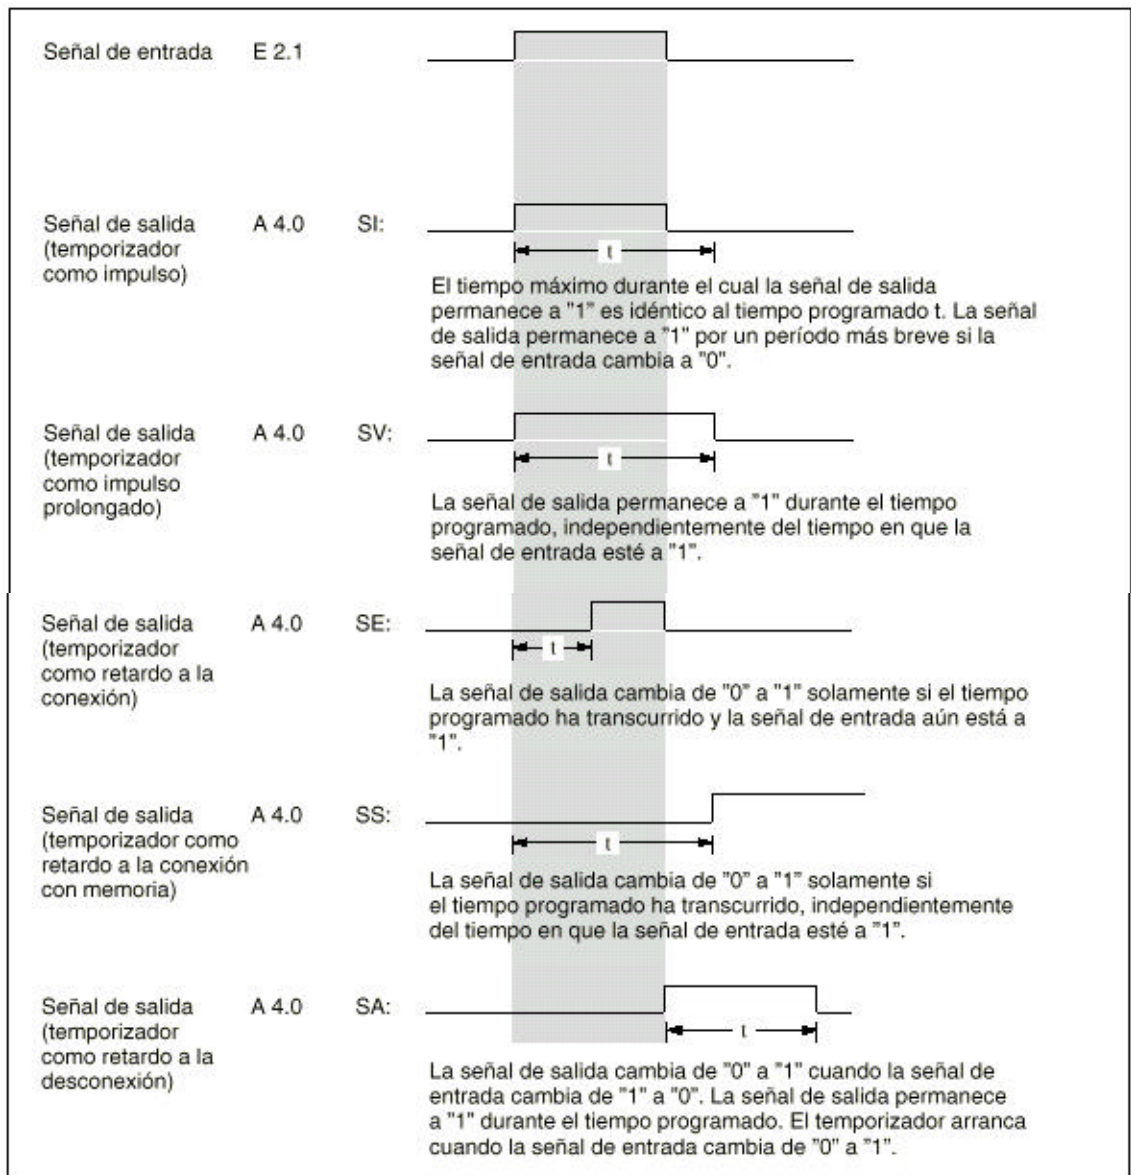 Señal de entrada E 2.1
Señal de salida A 4.0 SI:
(temporizador
como impulso)
t
El tiempo máximo durante el cual la señal de salida
permanece a "1" es idéntico al tiempo programado t. La señal
de salida permanece a "1" por un período más breve si la
señal de entrada cambia a "0".
Señal de salida A 4.0 SV:
(temporizador
como impulso
prolongado)
t
La señal de salida permanece a "1" durante el tiempo
programado, independientemente del tiempo en que la
señal de entrada esté a "1".
Señal de salida A 4.0 SE:
(temporizador
como retardo a la
conexión)
t
La señal de salida cambia de "0" a "1" solamente si el tiempo
programado ha transcurrido y la señal de entrada aún está a
"1".
Señal de salida A 4.0 SS:
(temporizador como
retardo a la conexión
con memoria)
t
La señal de salida cambia de "0" a "1" solamente si
el tiempo programado ha transcurrido, independientemente
del tiempo en que la señal de entrada esté a "1".
Señal de salida A 4.0 SA:
(temporizador
como retardo a la
desconexión)
t
La señal de salida cambia de "0" a "1" cuando la señal de
entrada cambia de "1" a "0". La señal de salida permanece
a "1" durante el tiempo programado. El temporizador arranca
cuando la señal de entrada cambia de "0" a "1".